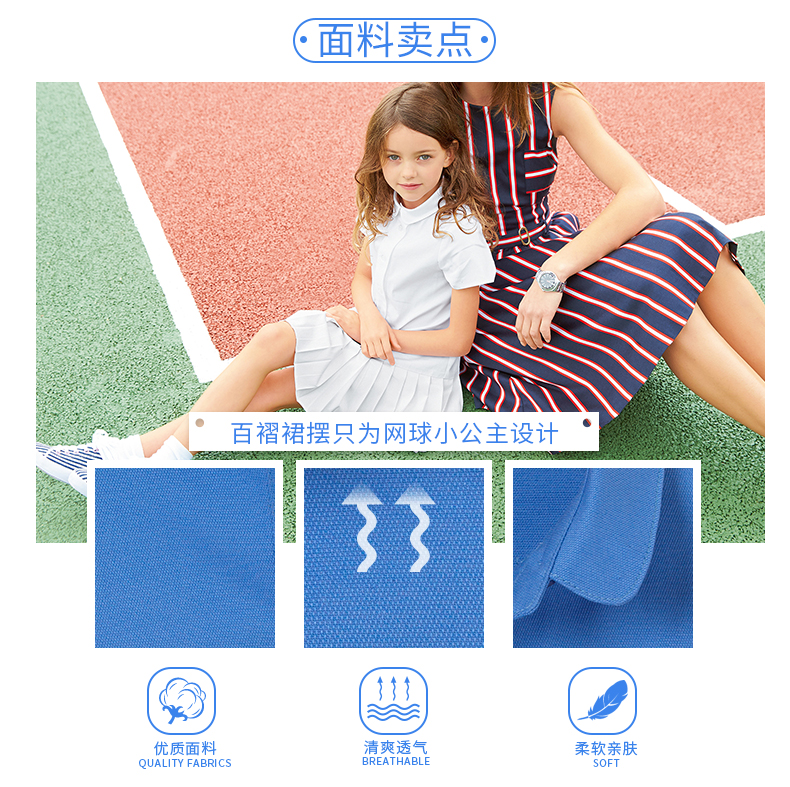 面料卖点
百褶裙摆只为网球小公主设计
优质面料
QUALITY FABRICS
清爽透气
BREATHABLE
柔软亲肤
SOFT